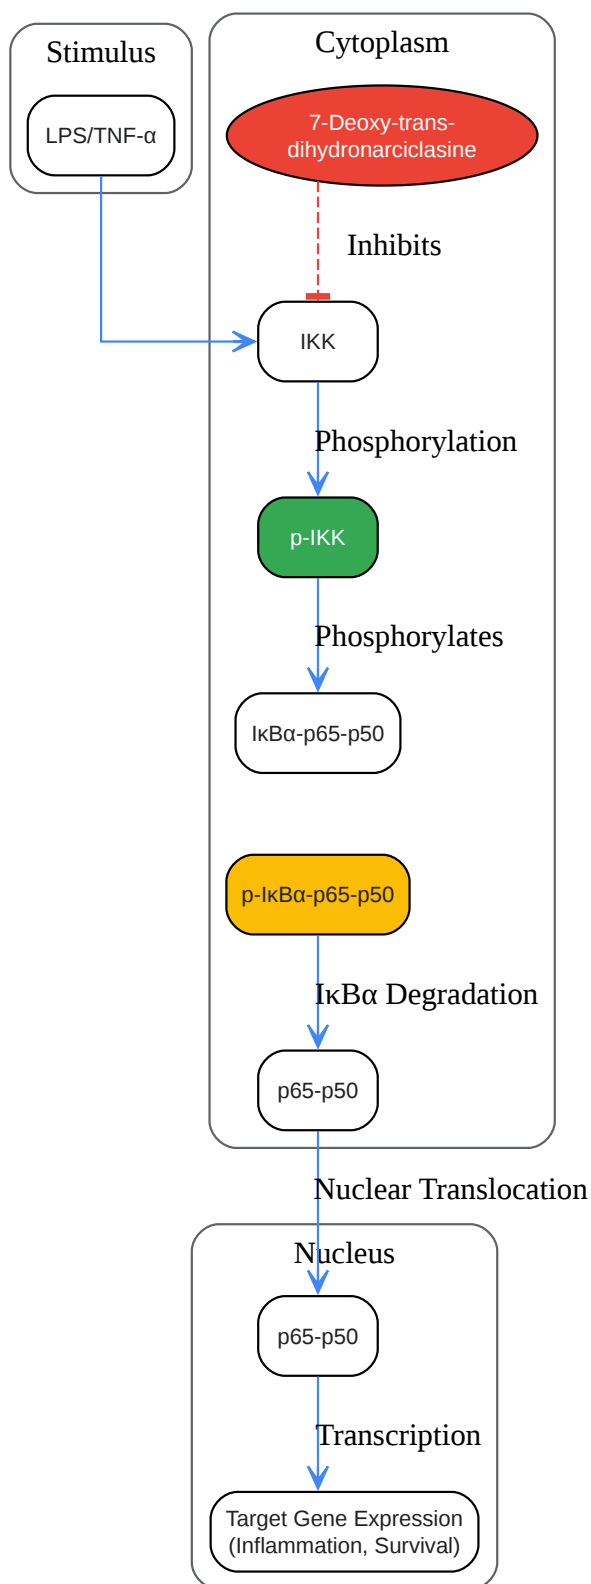 Stimulus
LPS/TNF-α
Cytoplasm
7-Deoxy-trans-
dihydronarciclasine
Inhibits
IKK
Phosphorylation
p-IKK
Phosphorylates
IκBα-p65-p50
p-IκBα-p65-p50
IκBα Degradation
p65-p50
Nuclear Translocation
Nucleus
p65-p50
Transcription
Target Gene Expression
(Inflammation, Survival)